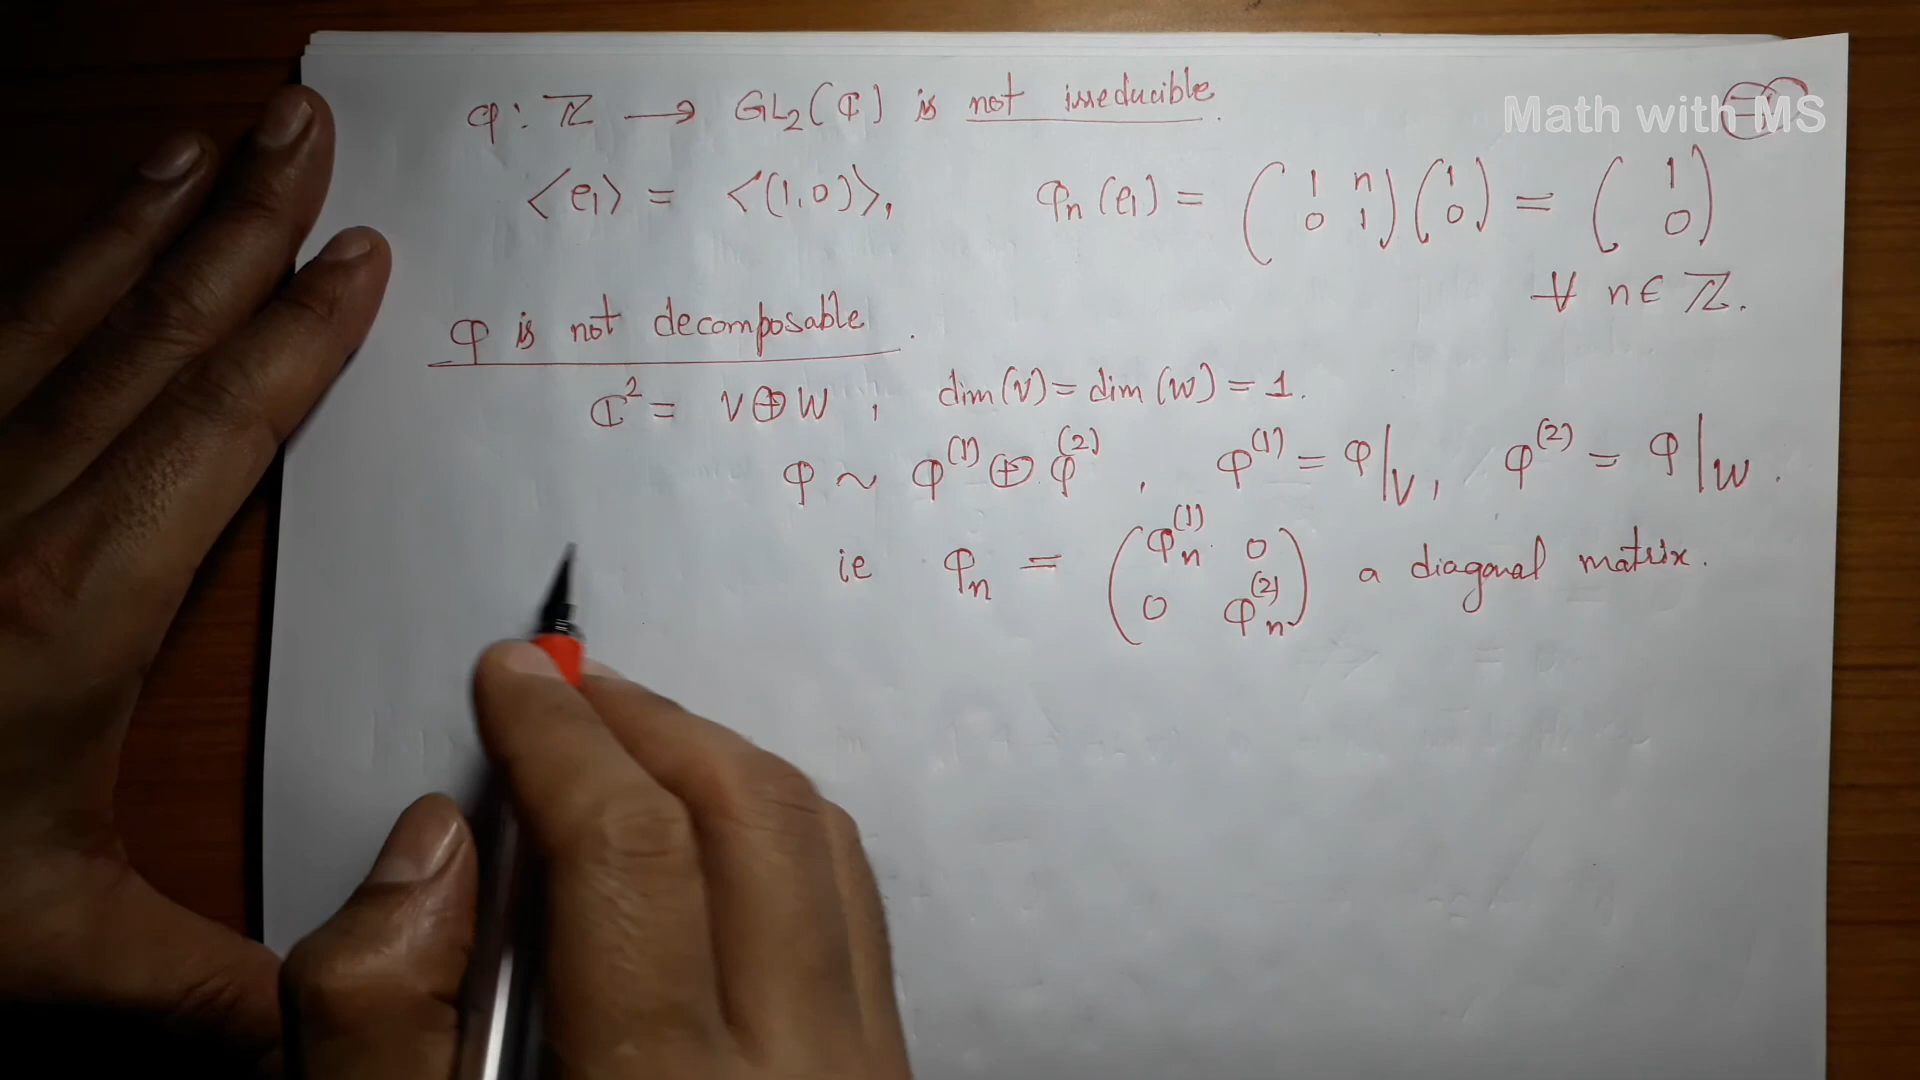 φ : ℤ → GL₂(ℂ) is not irreducible.
Math with MS
⟨e₁⟩ = ⟨(1,0)⟩, φₙ(e₁) = (1 n; 0 1)(1; 0) = (1; 0)
∀ n ∈ ℤ.
φ is not decomposable.
ℂ² = V ⊕ W ; dim(V) = dim(W) = 1.
φ ~ φ⁽¹⁾ ⊕ φ⁽²⁾, φ⁽¹⁾ = φ|_V, φ⁽²⁾ = φ|_W.
ie φₙ = (φₙ⁽¹⁾ 0; 0 φₙ⁽²⁾) a diagonal matrix.